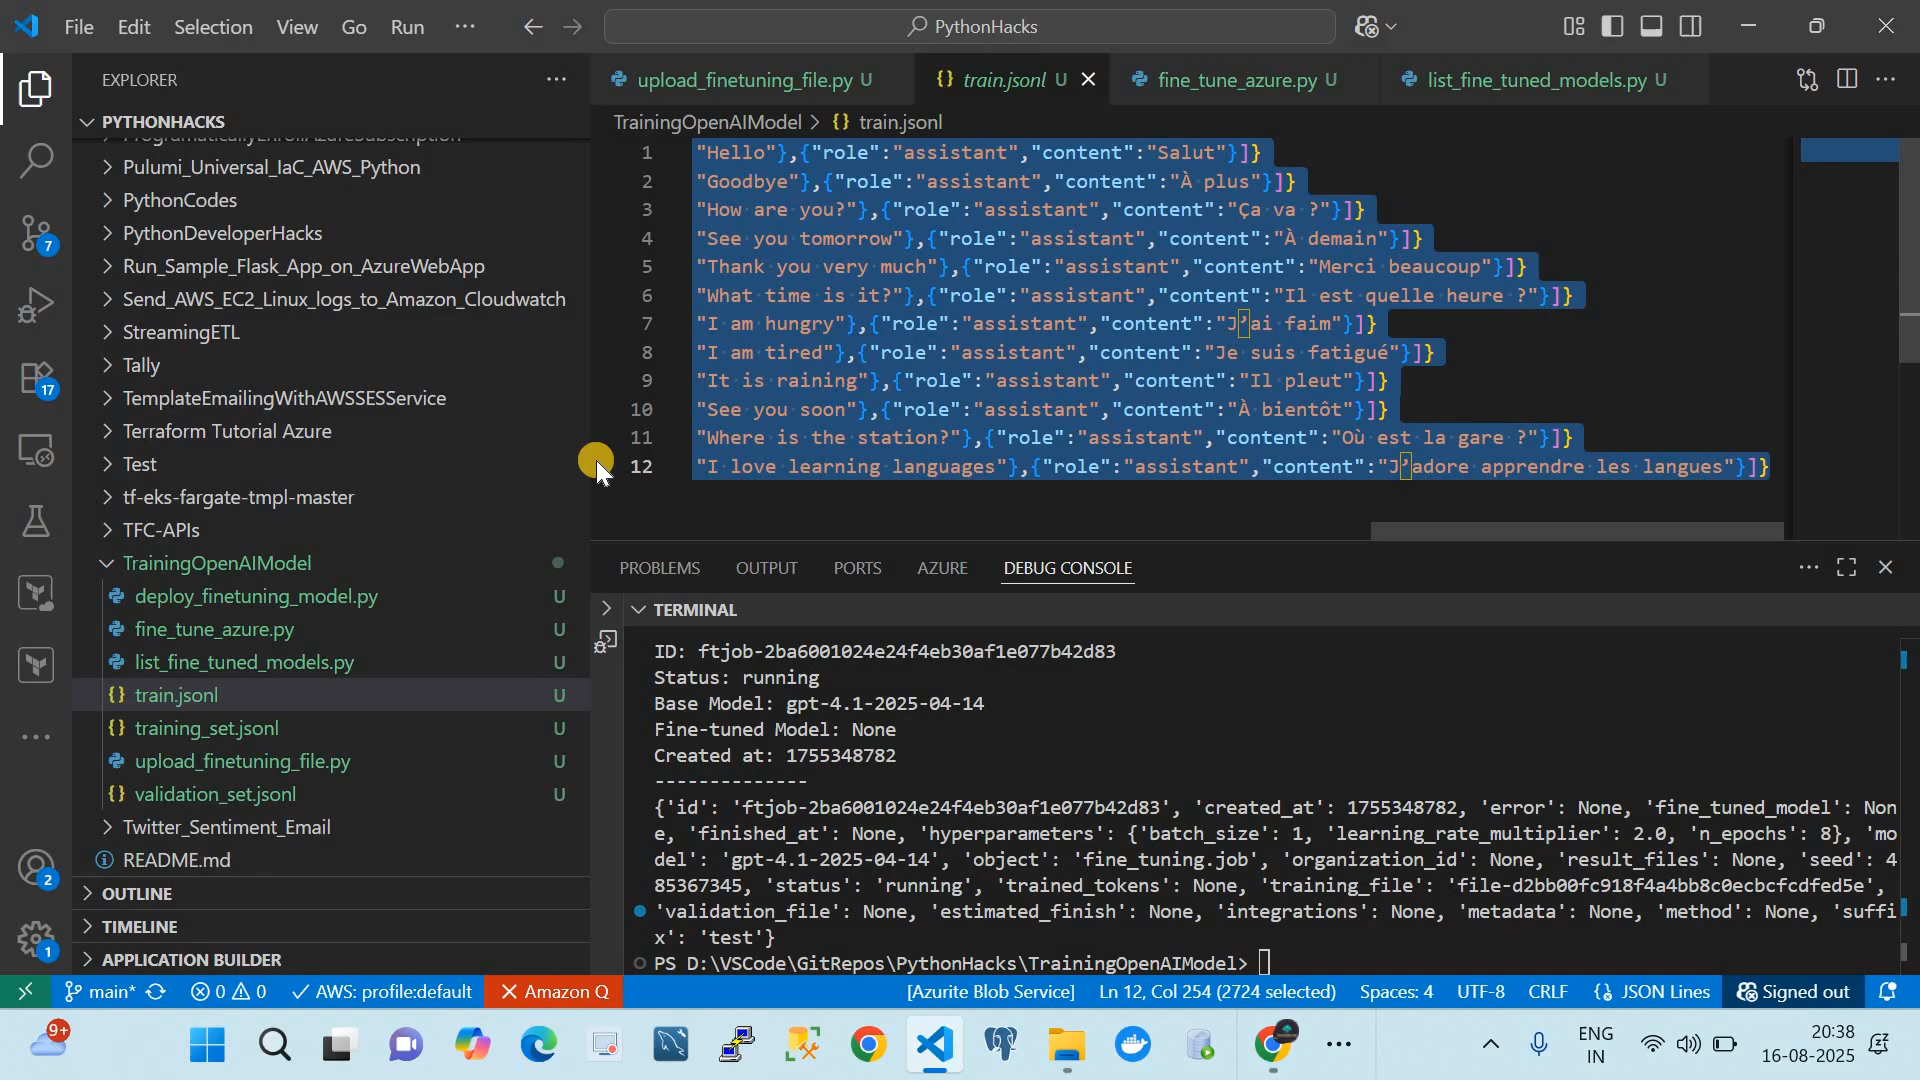 File Edit Selection View Go Run ···
PythonHacks
EXPLORER ···
PYTHONHACKS
ProgramaticallyEnrollAzureSubscription
Pulumi_Universal_IaC_AWS_Python
PythonCodes
PythonDeveloperHacks
Run_Sample_Flask_App_on_AzureWebApp
Send_AWS_EC2_Linux_logs_to_Amazon_Cloudwatch
StreamingETL
Tally
TemplateEmailingWithAWSSESService
Terraform Tutorial Azure
Test
tf-eks-fargate-tmpl-master
TFC-APIs
TrainingOpenAIModel
deploy_finetuning_model.py U
fine_tune_azure.py U
list_fine_tuned_models.py U
train.jsonl U
training_set.jsonl U
upload_finetuning_file.py U
validation_set.jsonl U
Twitter_Sentiment_Email
README.md
OUTLINE
TIMELINE
APPLICATION BUILDER
7
17
2
1
upload_finetuning_file.py U train.jsonl U fine_tune_azure.py U list_fine_tuned_models.py U
TrainingOpenAIModel > {} train.jsonl
1 "Hello"},{"role":"assistant","content":"Salut"}]}
2 "Goodbye"},{"role":"assistant","content":"À plus"}]}
3 "How are you?"},{"role":"assistant","content":"Ça va ?"}]}
4 "See you tomorrow"},{"role":"assistant","content":"À demain"}]}
5 "Thank you very much"},{"role":"assistant","content":"Merci beaucoup"}]}
6 "What time is it?"},{"role":"assistant","content":"Il est quelle heure ?"}]}
7 "I am hungry"},{"role":"assistant","content":"J’ai faim"}]}
8 "I am tired"},{"role":"assistant","content":"Je suis fatigué"}]}
9 "It is raining"},{"role":"assistant","content":"Il pleut"}]}
10 "See you soon"},{"role":"assistant","content":"À bientôt"}]}
11 "Where is the station?"},{"role":"assistant","content":"Où est la gare ?"}]}
12 "I love learning languages"},{"role":"assistant","content":"J’adore apprendre les langues"}]}
PROBLEMS OUTPUT PORTS AZURE DEBUG CONSOLE
TERMINAL
ID: ftjob-2ba6001024e24f4eb30af1e077b42d83
Status: running
Base Model: gpt-4.1-2025-04-14
Fine-tuned Model: None
Created at: 1755348782
--------------
{'id': 'ftjob-2ba6001024e24f4eb30af1e077b42d83', 'created_at': 1755348782, 'error': None, 'fine_tuned_model': Non
e, 'finished_at': None, 'hyperparameters': {'batch_size': 1, 'learning_rate_multiplier': 2.0, 'n_epochs': 8}, 'mo
del': 'gpt-4.1-2025-04-14', 'object': 'fine_tuning.job', 'organization_id': None, 'result_files': None, 'seed': 4
85367345, 'status': 'running', 'trained_tokens': None, 'training_file': 'file-d2bb00fc918f4a4bb8c0ecbcfcdfed5e',
'validation_file': None, 'estimated_finish': None, 'integrations': None, 'metadata': None, 'method': None, 'suffi
x': 'test'}
PS D:\VSCode\GitRepos\PythonHacks\TrainingOpenAIModel>
main* 0 0 AWS: profile:default Amazon Q [Azurite Blob Service] Ln 12, Col 254 (2724 selected) Spaces: 4 UTF-8 CRLF {} JSON Lines Signed out
9+
ENG
IN
20:38
16-08-2025